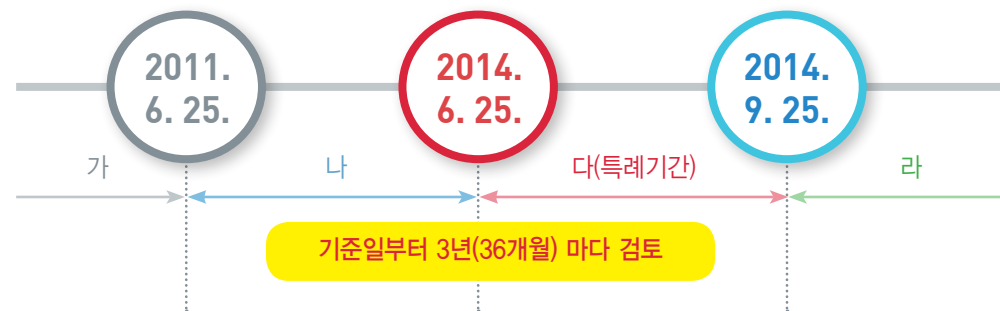 2011.
6. 25.
2014.
6. 25.
2014.
9. 25.
가
나
다(특례기간)
라
기준일부터 3년(36개월) 마다 검토